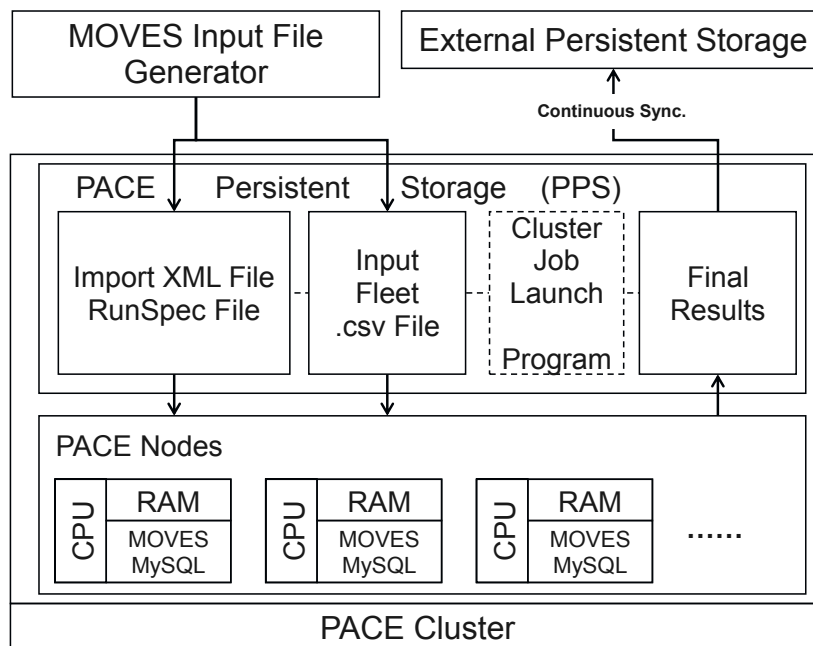 MOVES Input File
Generator
External Persistent Storage
Continuous Sync.
PACE Persistent Storage (PPS)
Import XML File
RunSpec File
Input
Fleet
.csv File
Cluster
Job
Launch
Program
Final
Results
PACE Nodes
CPU
RAM
MOVES
MySQL
CPU
RAM
MOVES
MySQL
CPU
RAM
MOVES
MySQL
......
PACE Cluster